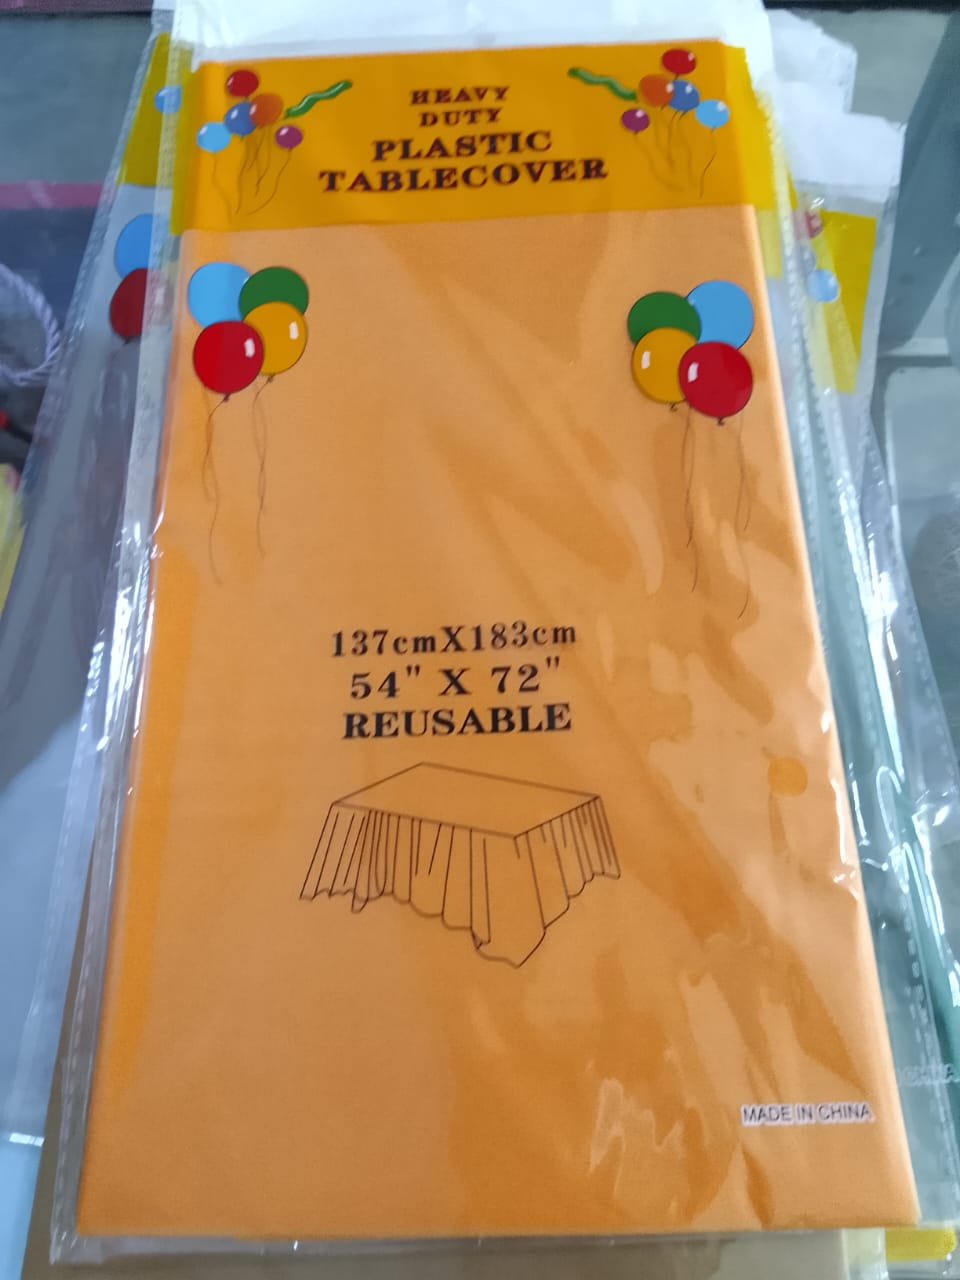 HEAVY
DUTY
PLASTIC
TABLECOVER
137cmX183cm
54" X 72"
REUSABLE
MADE IN CHINA